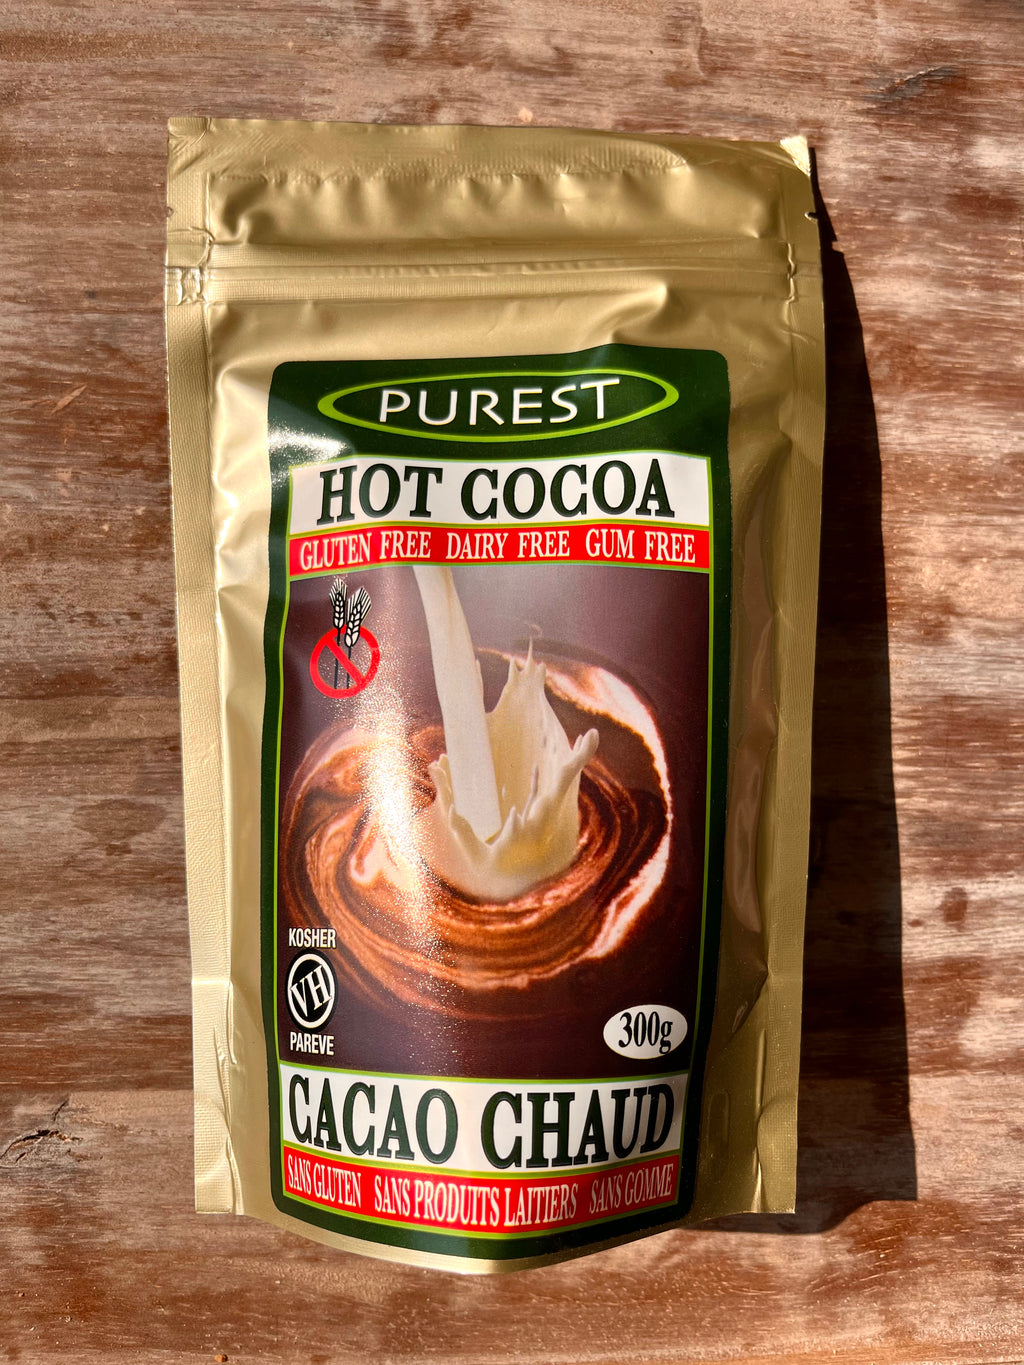 PUREST
HOT COCOA
GLUTEN FREE DAIRY FREE GUM FREE
KOSHER
VH
PAREVE
300g
CACAO CHAUD
SANS GLUTEN SANS PRODUITS LAITIERS SANS GOMME